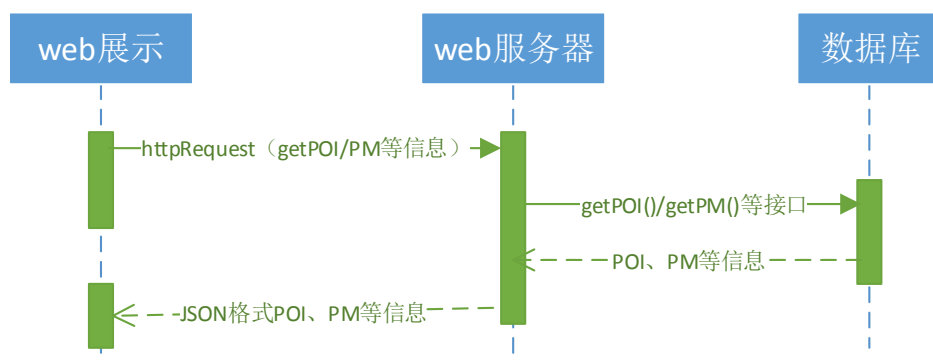 web展示
web服务器
数据库
httpRequest（getPOI/PM等信息）
getPOI()/getPM()等接口
POI、PM等信息
JSON格式POI、PM等信息